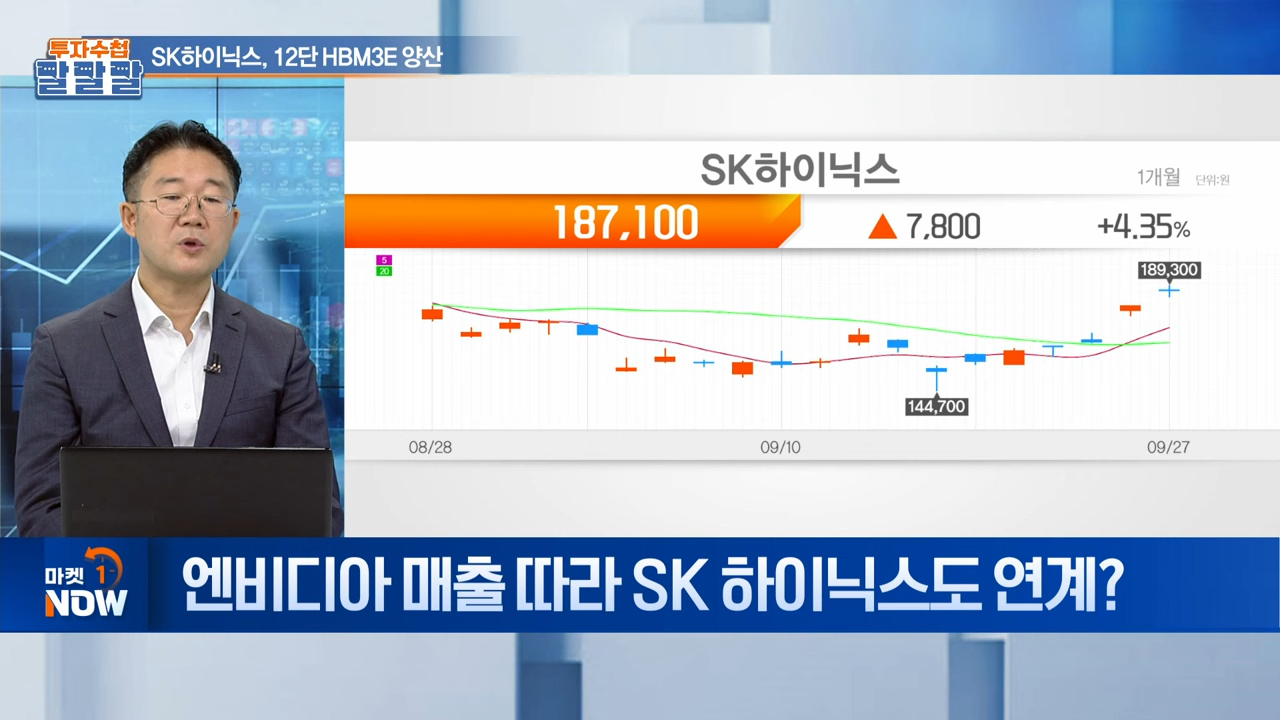 투자수첩
팔팔팔
SK하이닉스, 12단 HBM3E 양산
SK하이닉스
1개월 단위:원
187,100 ▲ 7,800 +4.35%
5
20
189,300
144,700
08/28 09/10 09/27
마켓 1
NOW
엔비디아 매출 따라 SK 하이닉스도 연계?